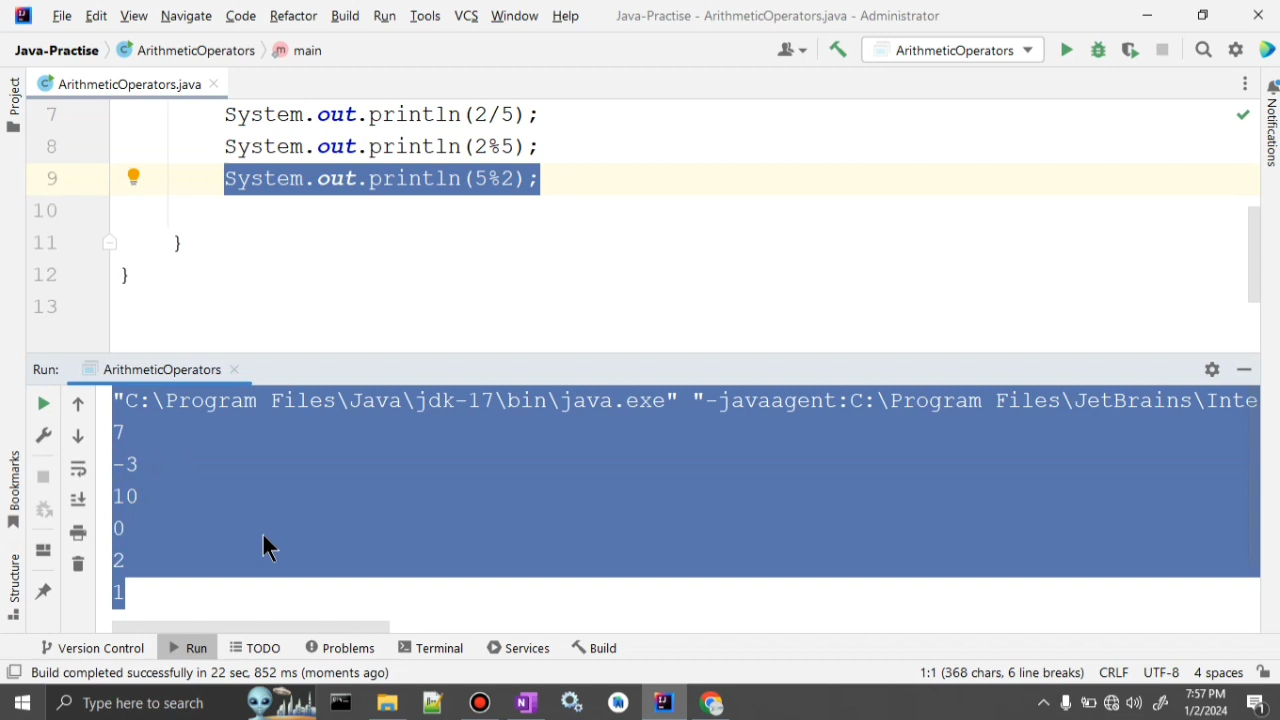 File Edit View Navigate Code Refactor Build Run Tools VCS Window Help Java-Practise - ArithmeticOperators.java - Administrator
Java-Practise ArithmeticOperators main ArithmeticOperators
Project
ArithmeticOperators.java
Notifications
7 System.out.println(2/5);
8 System.out.println(2%5);
9 System.out.println(5%2);
10
11 }
12 }
13
Run: ArithmeticOperators
"C:\Program Files\Java\jdk-17\bin\java.exe" "-javaagent:C:\Program Files\JetBrains\Inte
7
-3
10
0
2
1
Bookmarks
Structure
Version Control Run TODO Problems Terminal Services Build
Build completed successfully in 22 sec, 852 ms (moments ago) 1:1 (368 chars, 6 line breaks) CRLF UTF-8 4 spaces
Type here to search
7:57 PM
1/2/2024
1